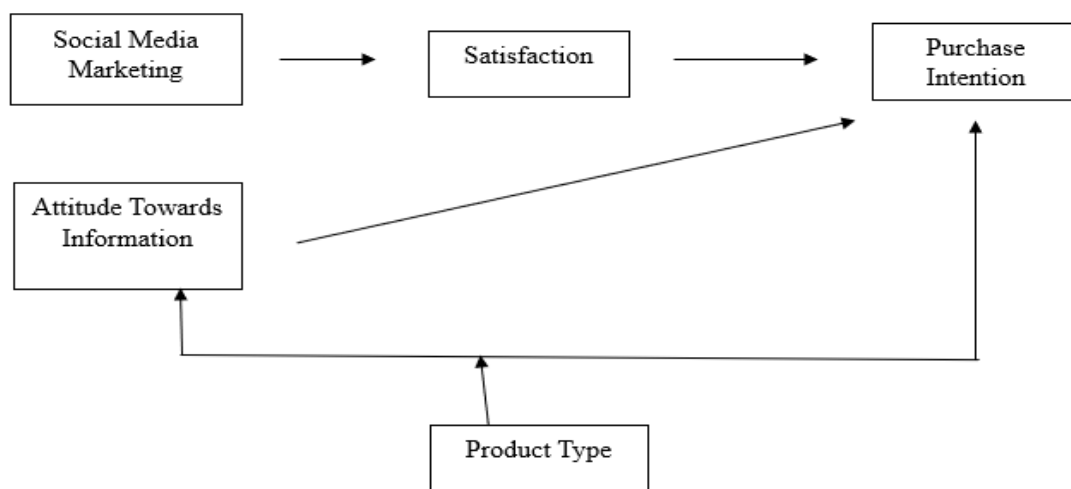 Social Media
Marketing
Satisfaction
Purchase
Intention
Attitude Towards
Information
Product Type